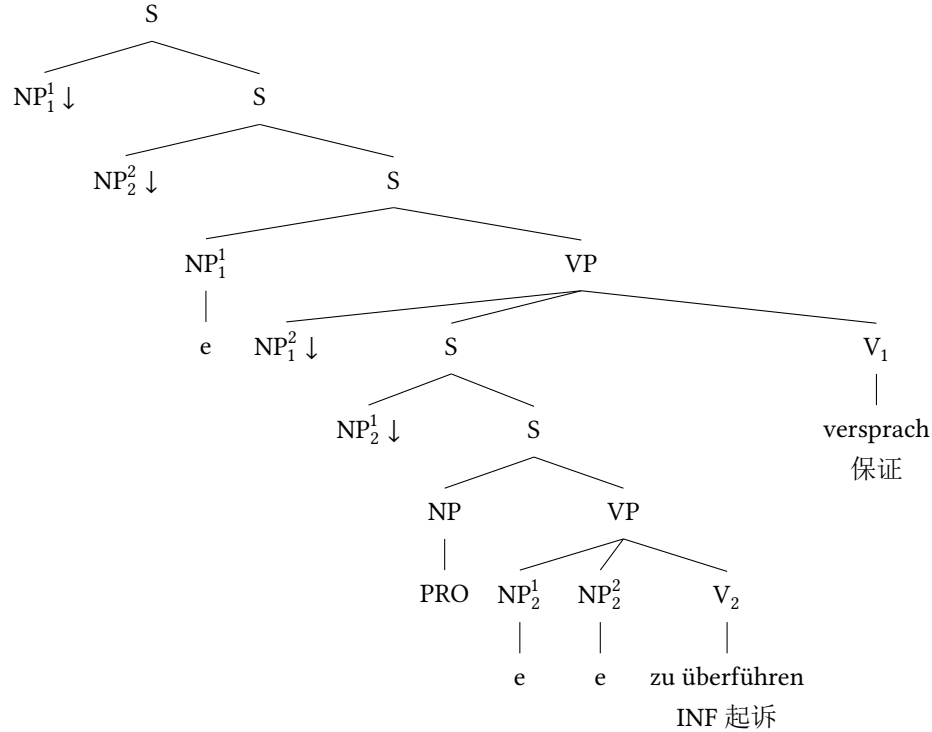 S
NP₁¹↓ S
NP₂²↓ S
NP₁¹ VP
e NP₁²↓ S V₁
NP₂¹↓ S versprach
保证
NP VP
PRO NP₂¹ NP₂² V₂
e e zu überführen
INF 起诉